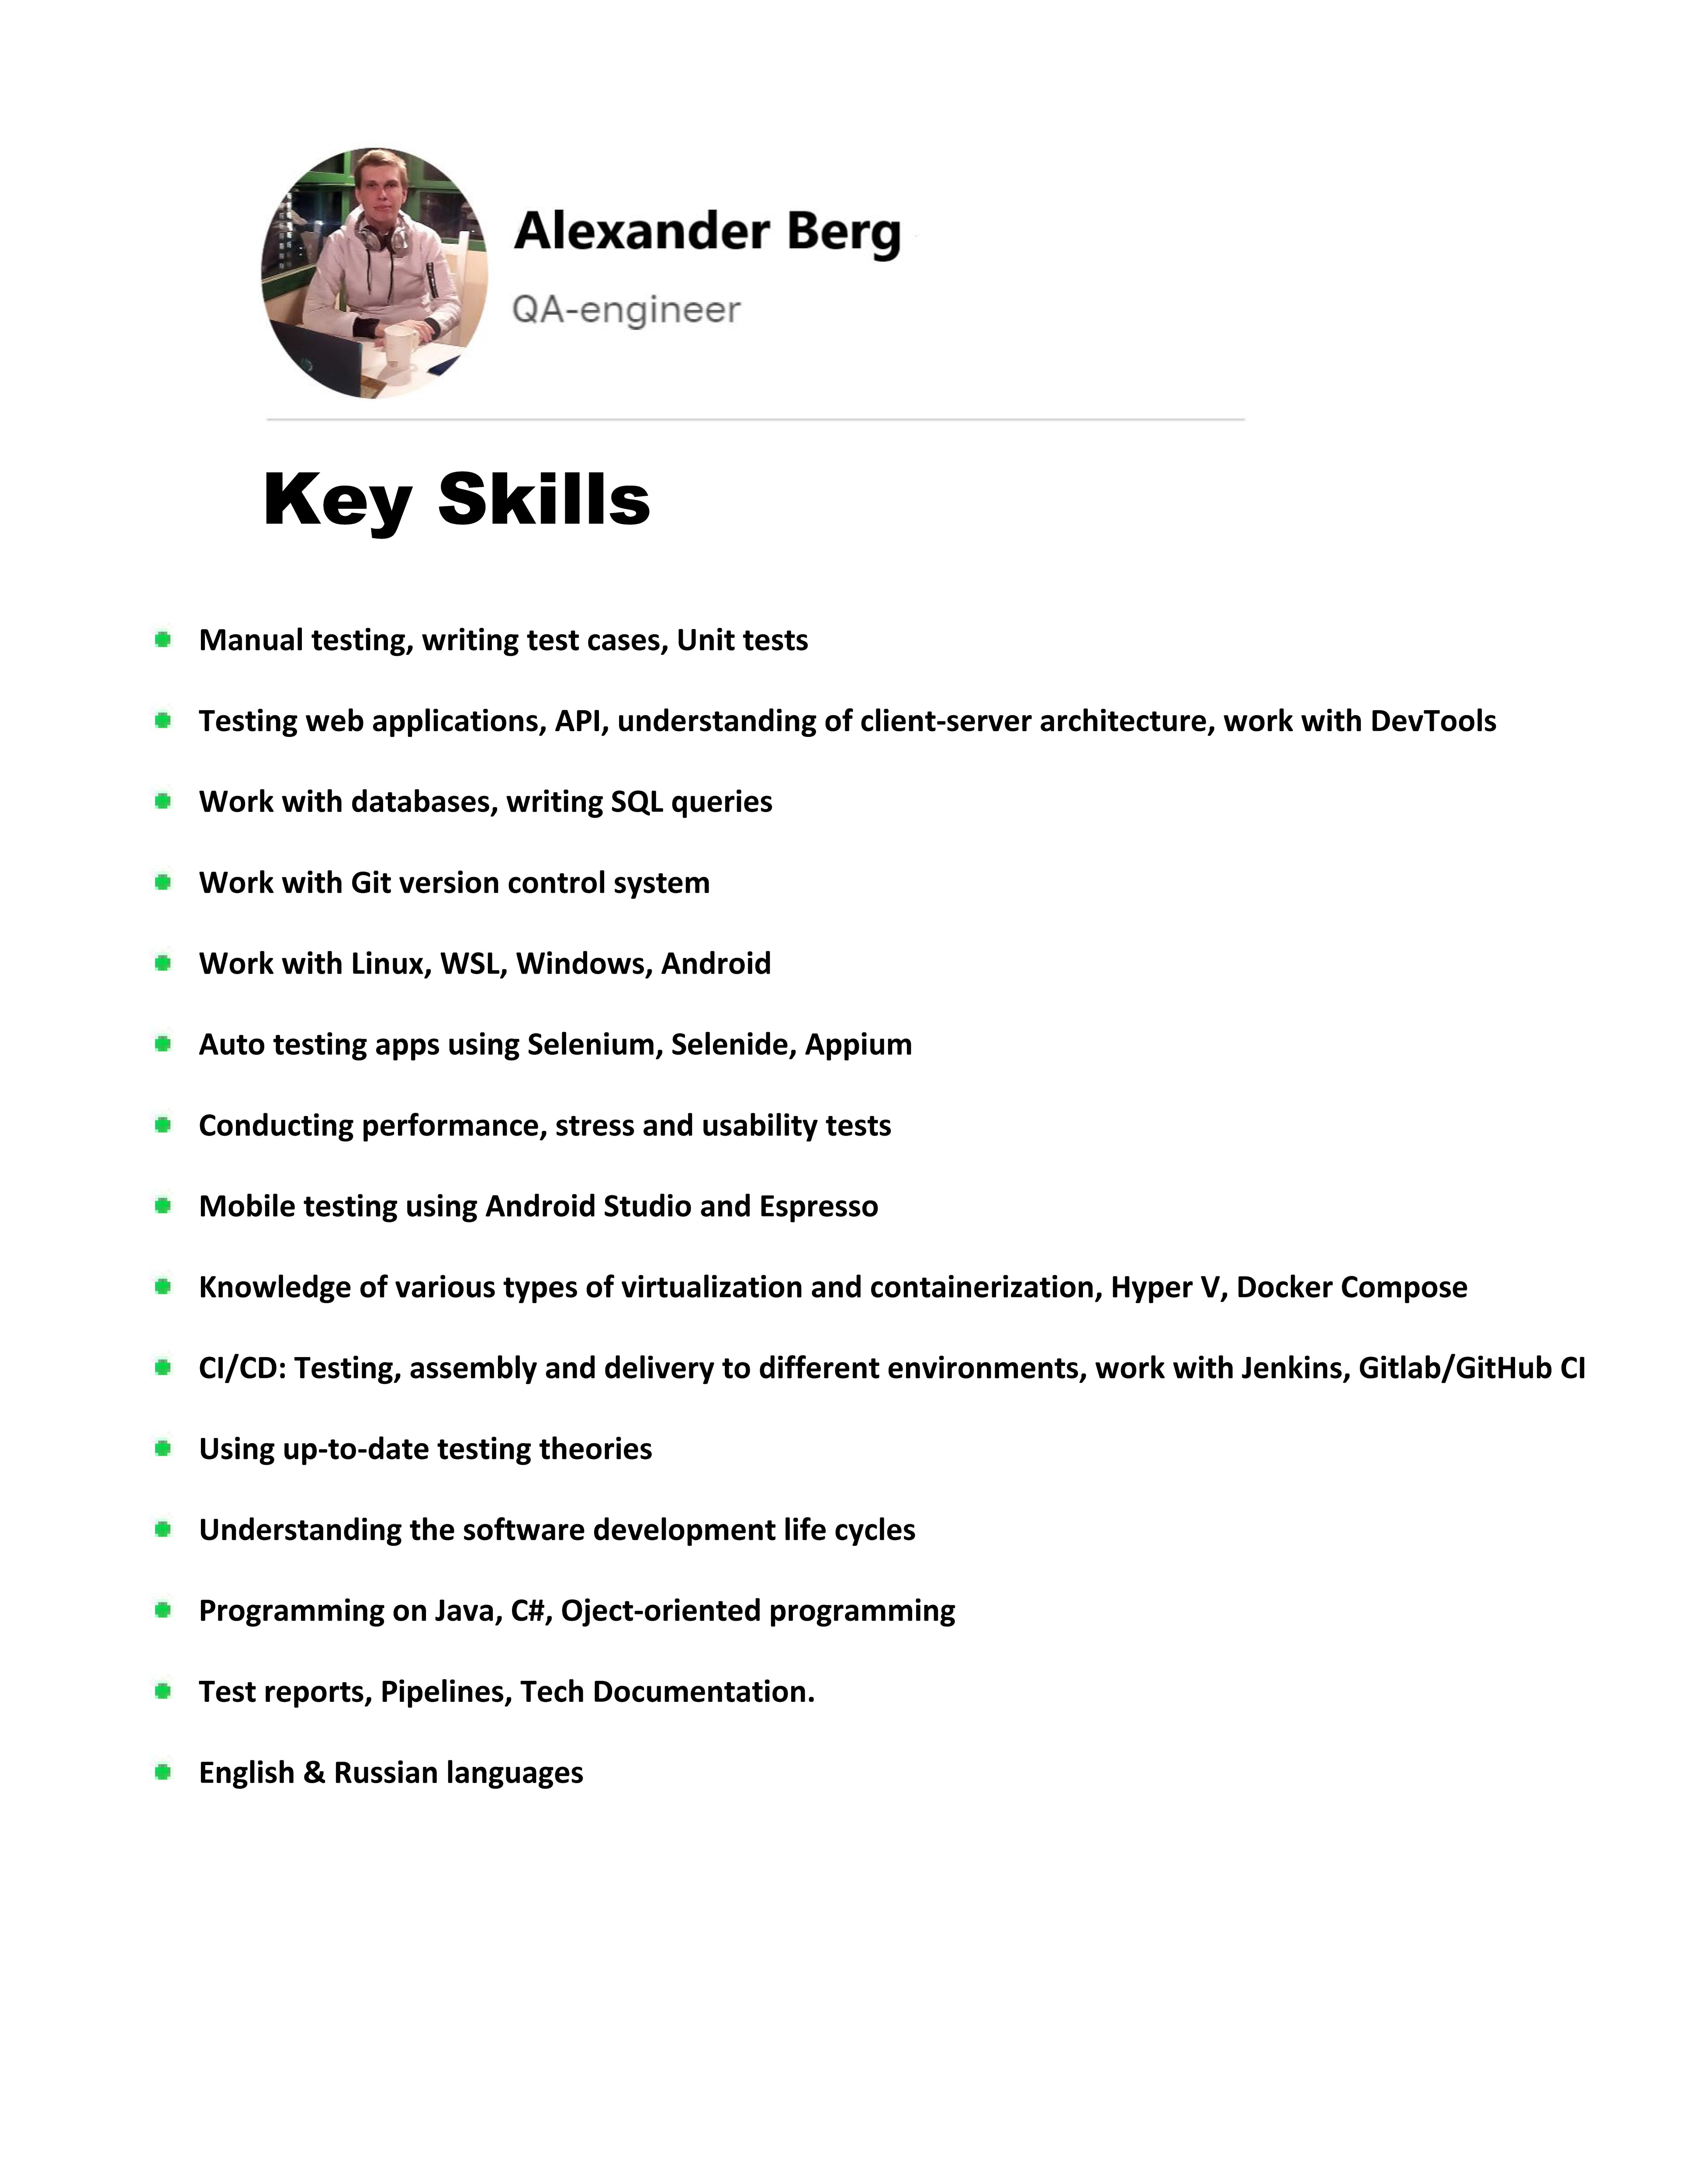 Alexander Berg
QA-engineer
Key Skills
Manual testing, writing test cases, Unit tests
Testing web applications, API, understanding of client-server architecture, work with DevTools
Work with databases, writing SQL queries
Work with Git version control system
Work with Linux, WSL, Windows, Android
Auto testing apps using Selenium, Selenide, Appium
Conducting performance, stress and usability tests
Mobile testing using Android Studio and Espresso
Knowledge of various types of virtualization and containerization, Hyper V, Docker Compose
CI/CD: Testing, assembly and delivery to different environments, work with Jenkins, Gitlab/GitHub CI
Using up-to-date testing theories
Understanding the software development life cycles
Programming on Java, C#, Oject-oriented programming
Test reports, Pipelines, Tech Documentation.
English & Russian languages